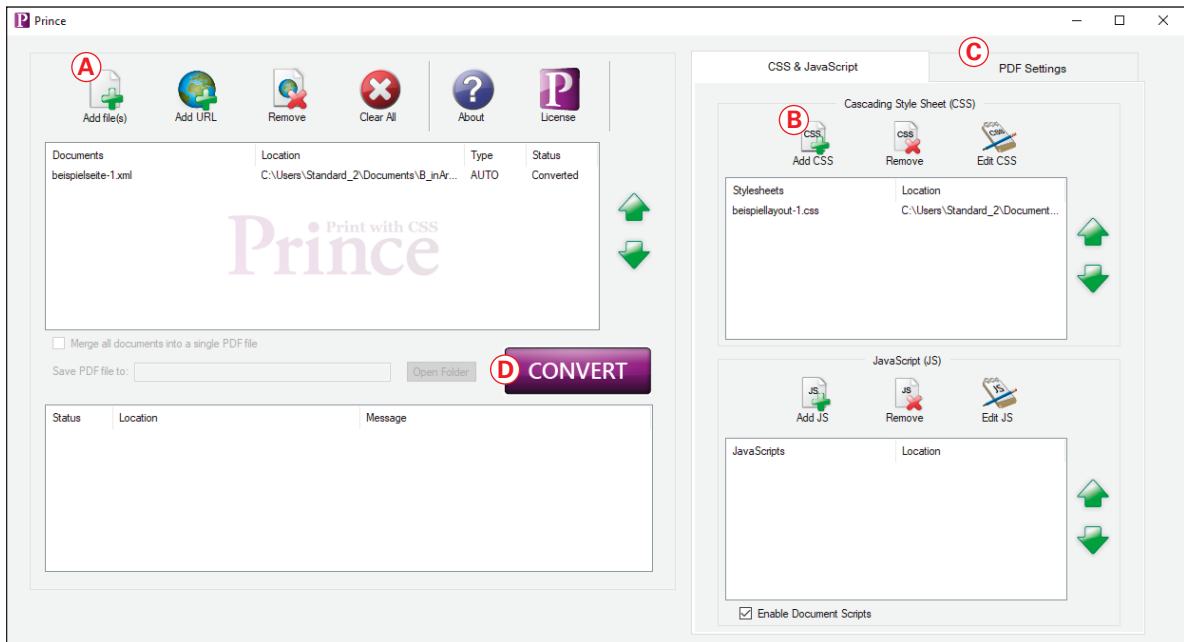 Prince
A
Add file(s) Add URL Remove Clear All About License
P
Documents Location Type Status
beispielseite-1.xml C:\Users\Standard_2\Documents\B_inAr... AUTO Converted
Print with CSS
Prince
Merge all documents into a single PDF file
Save PDF file to: Open Folder
D CONVERT
Status Location Message
CSS & JavaScript
C PDF Settings
Cascading Style Sheet (CSS)
B
CSS CSS CSS
Add CSS Remove Edit CSS
Stylesheets Location
beispiellayout-1.css C:\Users\Standard_2\Document...
JavaScript (JS)
JS JS JS
Add JS Remove Edit JS
JavaScripts Location
Enable Document Scripts